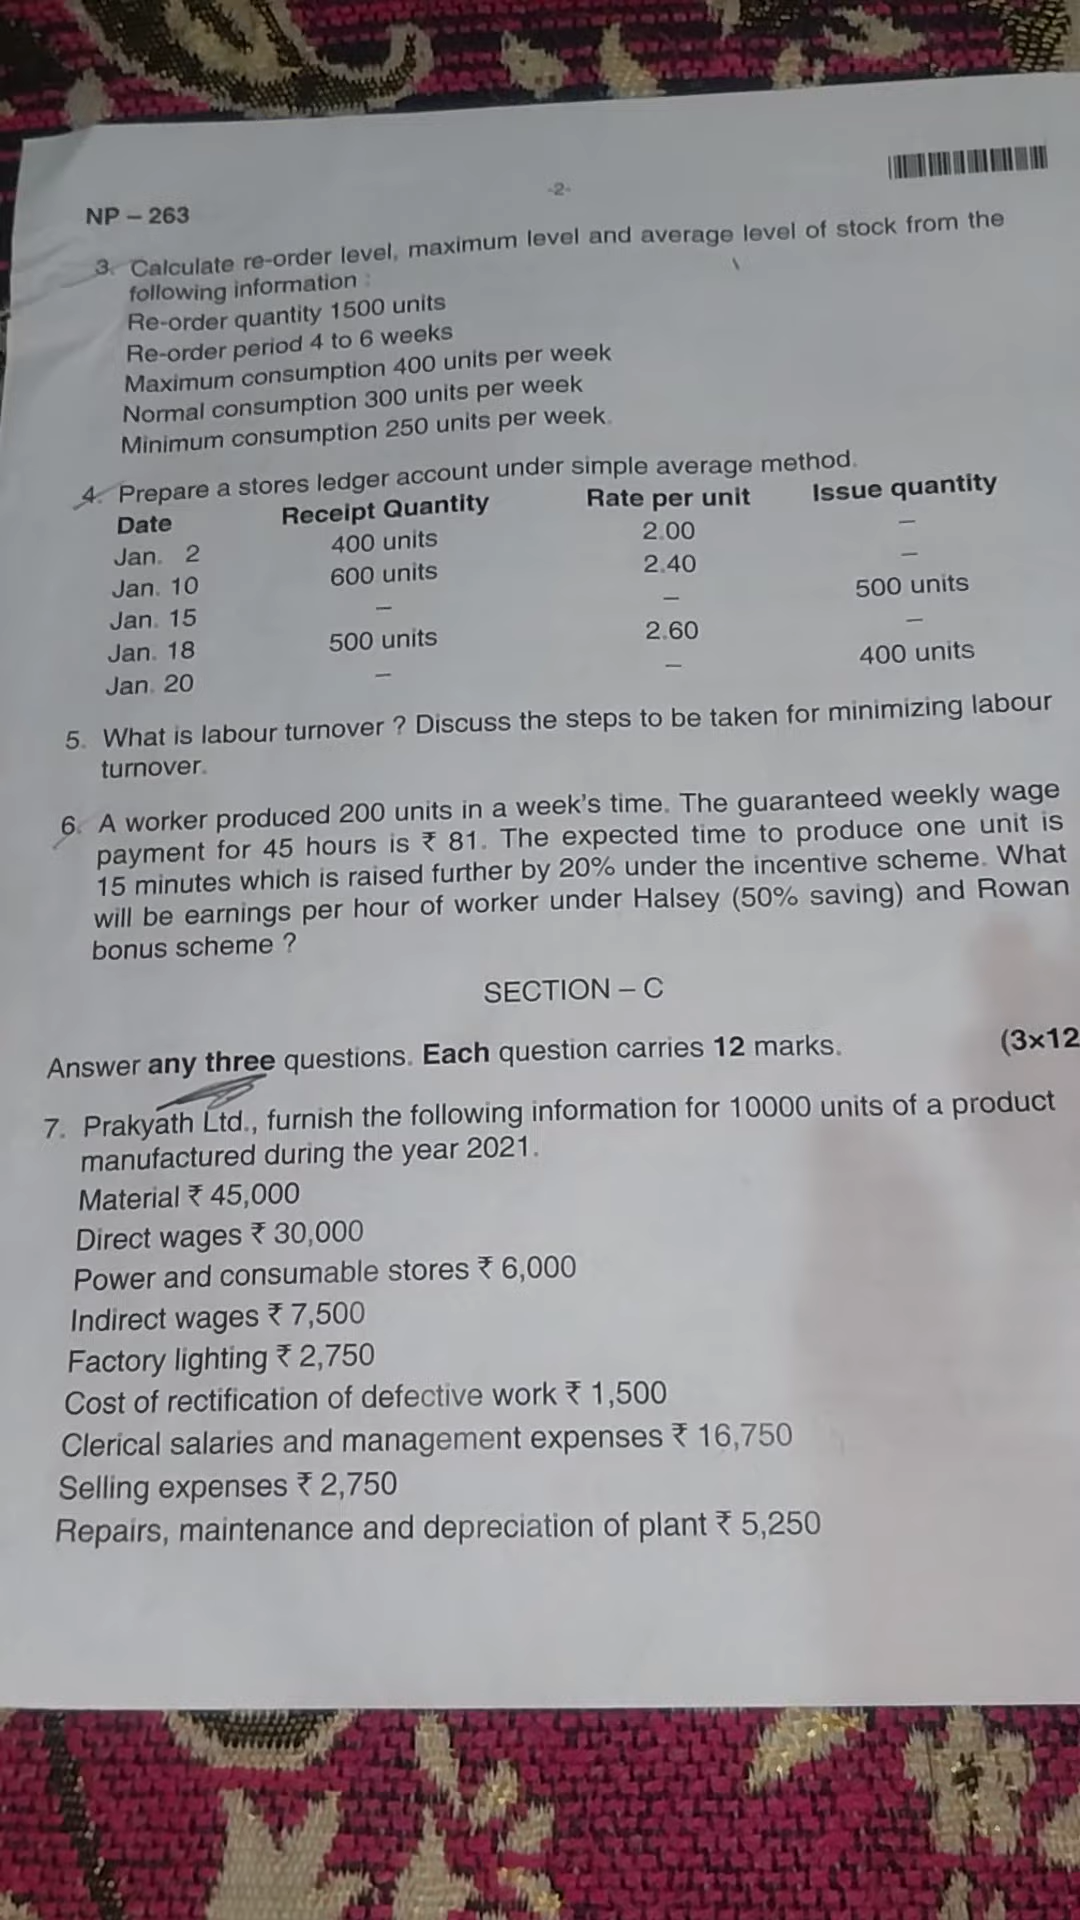 -2-
NP – 263
3. Calculate re-order level, maximum level and average level of stock from the
following information :
Re-order quantity 1500 units
Re-order period 4 to 6 weeks
Maximum consumption 400 units per week
Normal consumption 300 units per week
Minimum consumption 250 units per week.
4. Prepare a stores ledger account under simple average method.
Date Receipt Quantity Rate per unit Issue quantity
Jan. 2 400 units 2.00 –
Jan. 10 600 units 2.40 –
Jan. 15 – – 500 units
Jan. 18 500 units 2.60 –
Jan. 20 – – 400 units
5. What is labour turnover ? Discuss the steps to be taken for minimizing labour
turnover.
6. A worker produced 200 units in a week's time. The guaranteed weekly wage
payment for 45 hours is ₹ 81. The expected time to produce one unit is
15 minutes which is raised further by 20% under the incentive scheme. What
will be earnings per hour of worker under Halsey (50% saving) and Rowan
bonus scheme ?
SECTION – C
Answer any three questions. Each question carries 12 marks. (3×12
7. Prakyath Ltd., furnish the following information for 10000 units of a product
manufactured during the year 2021.
Material ₹ 45,000
Direct wages ₹ 30,000
Power and consumable stores ₹ 6,000
Indirect wages ₹ 7,500
Factory lighting ₹ 2,750
Cost of rectification of defective work ₹ 1,500
Clerical salaries and management expenses ₹ 16,750
Selling expenses ₹ 2,750
Repairs, maintenance and depreciation of plant ₹ 5,250